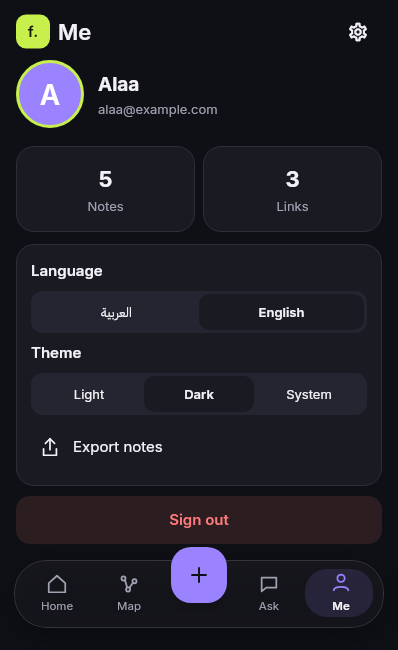 f. Me
A
Alaa
alaa@example.com
5 3
Notes Links
Language
العربية English
Theme
Light Dark System
Export notes
Sign out
Home Map Ask Me